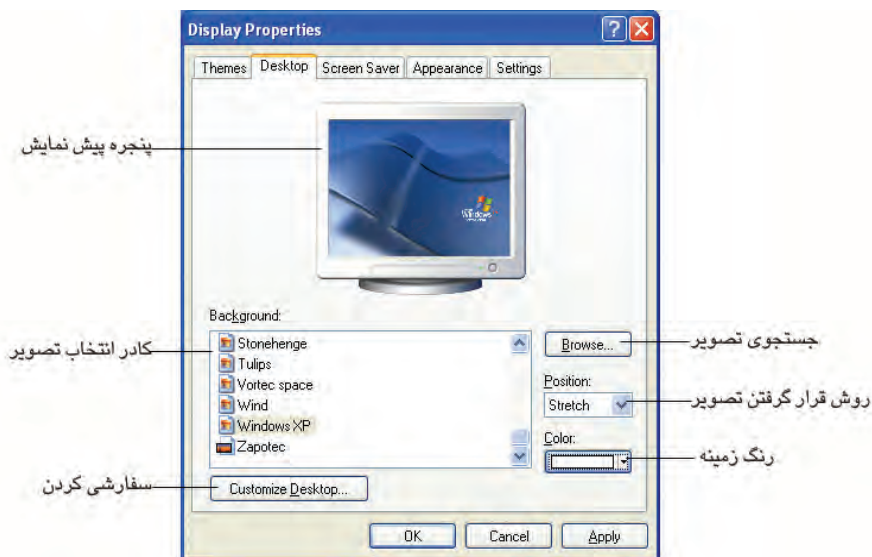 Display Properties
Themes Desktop Screen Saver Appearance Settings
پنجره پیش نمایش
Windows
Background:
کادر انتخاب تصویر
Stonehenge
Tulips
Vortec space
Wind
Windows XP
Zapotec
Browse...
جستجوی تصویر
Position:
Stretch
روش قرار گرفتن تصویر
Color:
رنگ زمینه
سفارشی کردن
Customize Desktop...
OK Cancel Apply